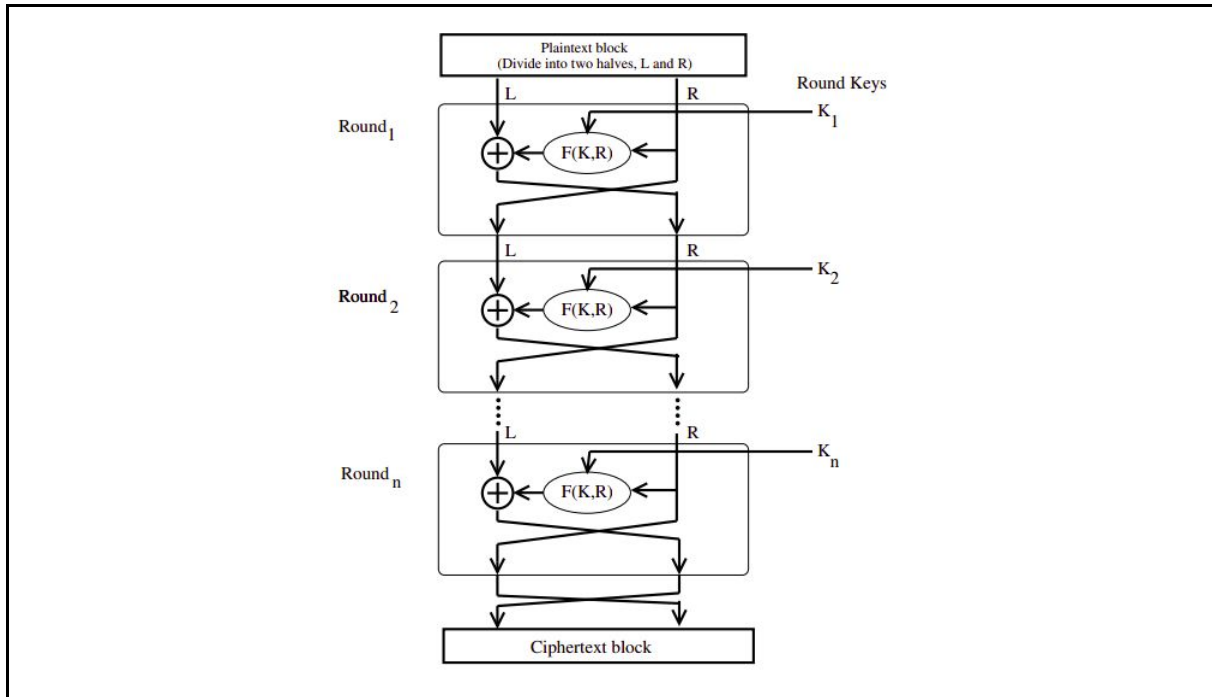 Plaintext block
(Divide into two halves, L and R)
Round Keys
L
R
K1
Round1
F(K,R)
L
R
K2
Round2
F(K,R)
L
R
Kn
Roundn
F(K,R)
Ciphertext block